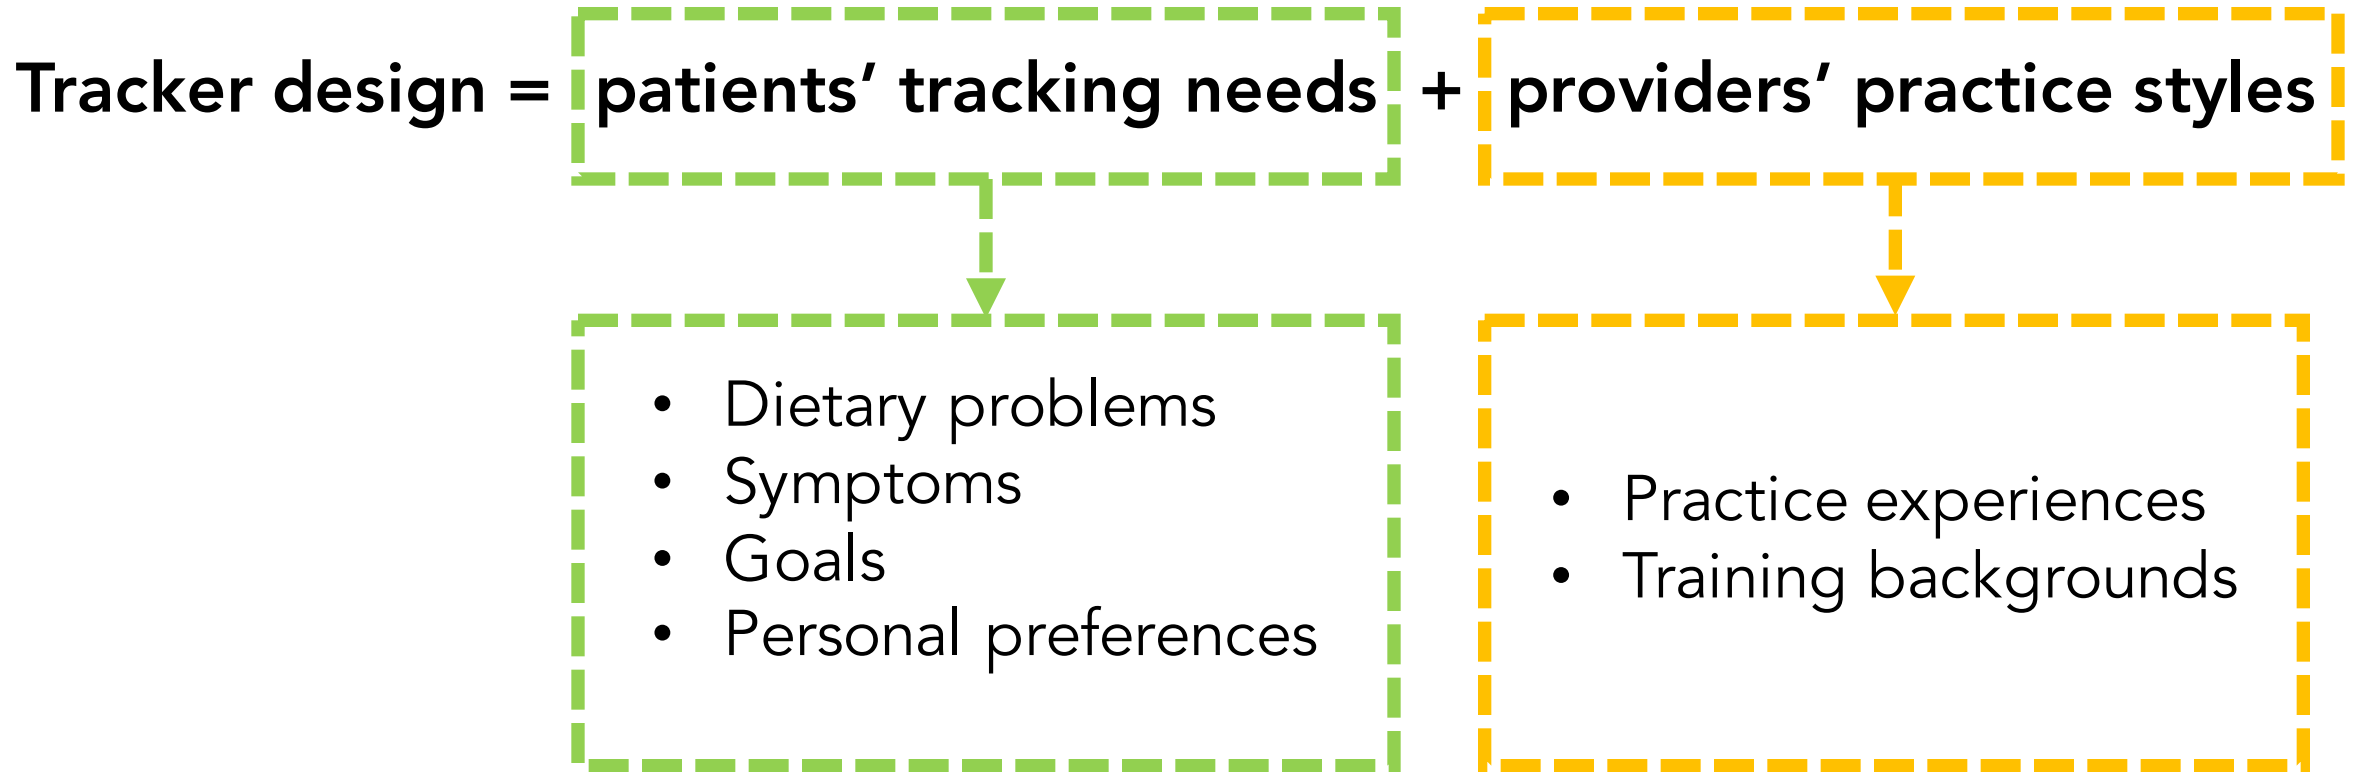 Tracker design = patients’ tracking needs + providers’ practice styles
• Dietary problems
• Symptoms
• Goals
• Personal preferences
• Practice experiences
• Training backgrounds